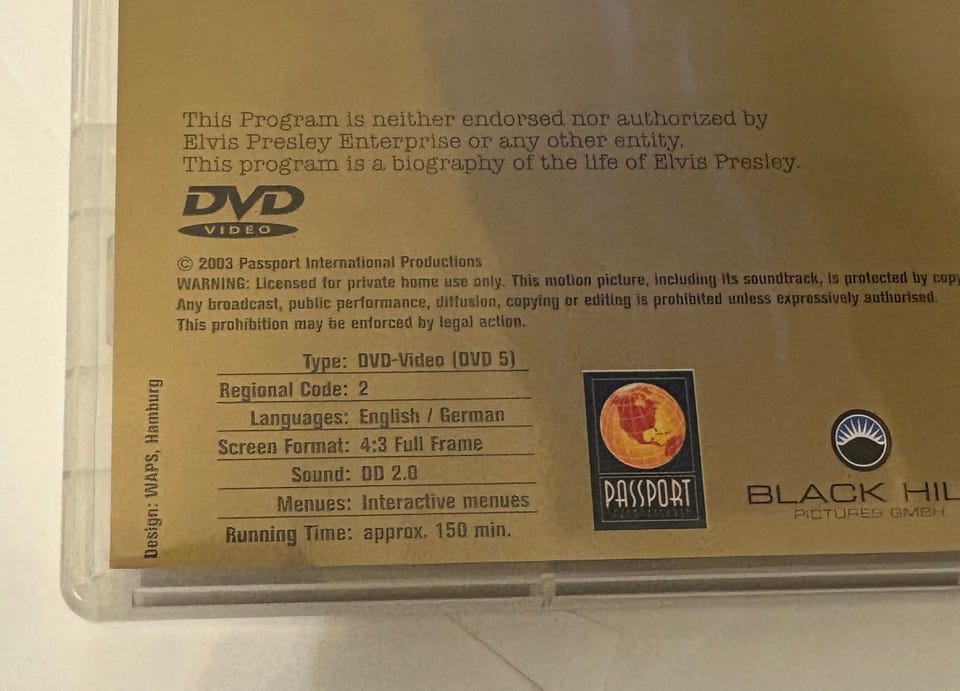 This Program is neither endorsed nor authorized by
Elvis Presley Enterprise or any other entity.
This program is a biography of the life of Elvis Presley.
DVD
VIDEO
© 2003 Passport International Productions
WARNING: Licensed for private home use only. This motion picture, including its soundtrack, is protected by copy
Any broadcast, public performance, diffusion, copying or editing is prohibited unless expressively authorised.
This prohibition may be enforced by legal action.
Type: DVD-Video (DVD 5)
Regional Code: 2
Languages: English / German
Screen Format: 4:3 Full Frame
Sound: DD 2.0
Menues: Interactive menues
Running Time: approx. 150 min.
Design: WAPS, Hamburg
PASSPORT
BLACK HIL
PICTURES GMBH